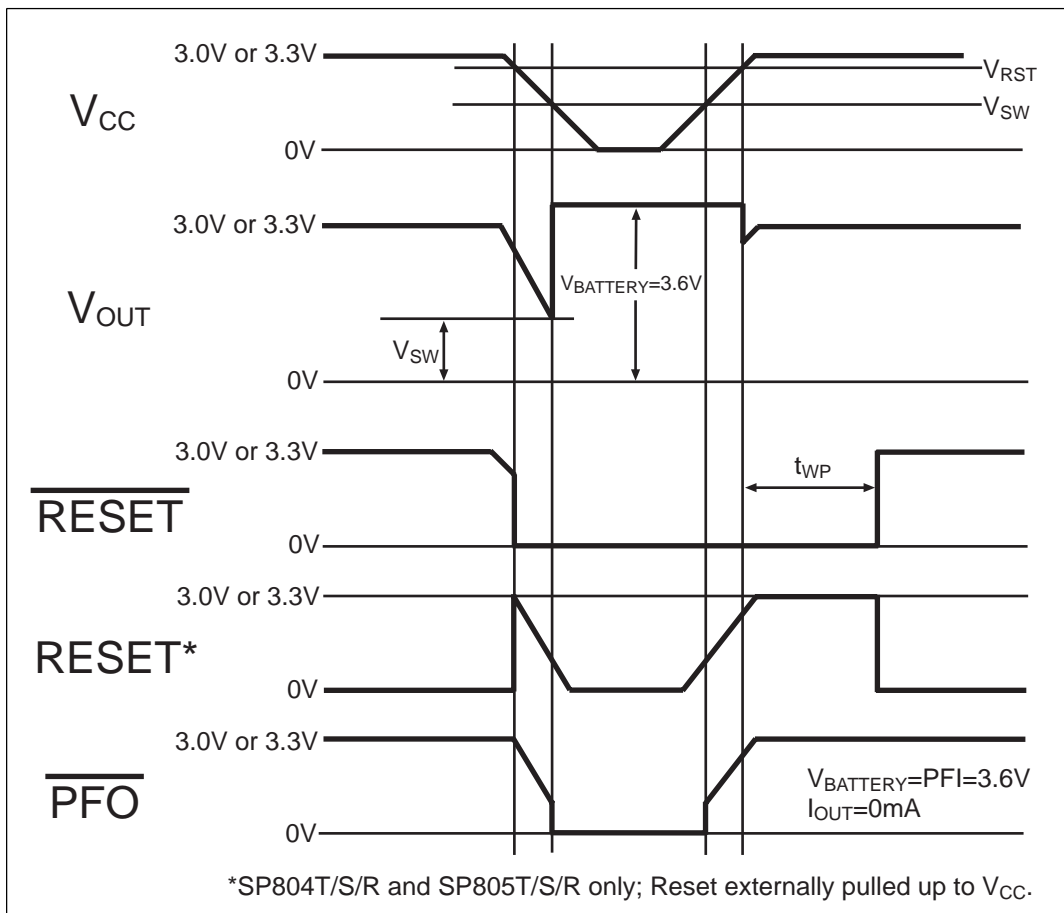 3.0V or 3.3V
VRST
VSW
VCC
0V
3.0V or 3.3V
VBATTERY=3.6V
VOUT
VSW
0V
3.0V or 3.3V
tWP
RESET
0V
3.0V or 3.3V
RESET*
0V
3.0V or 3.3V
PFO
VBATTERY=PFI=3.6V
IOUT=0mA
0V
*SP804T/S/R and SP805T/S/R only; Reset externally pulled up to VCC.